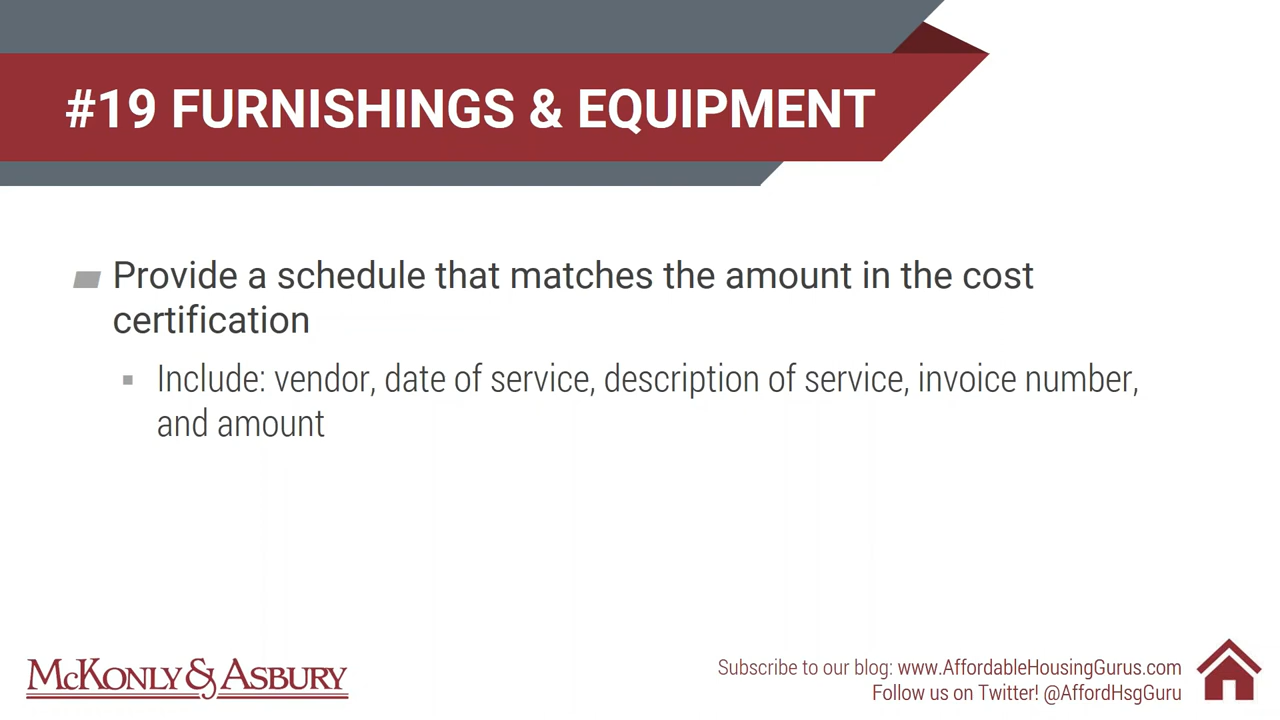 #19 FURNISHINGS & EQUIPMENT
Provide a schedule that matches the amount in the cost
certification
Include: vendor, date of service, description of service, invoice number,
and amount
McKonly & Asbury
Subscribe to our blog: www.AffordableHousingGurus.com
Follow us on Twitter! @AffordHsgGuru